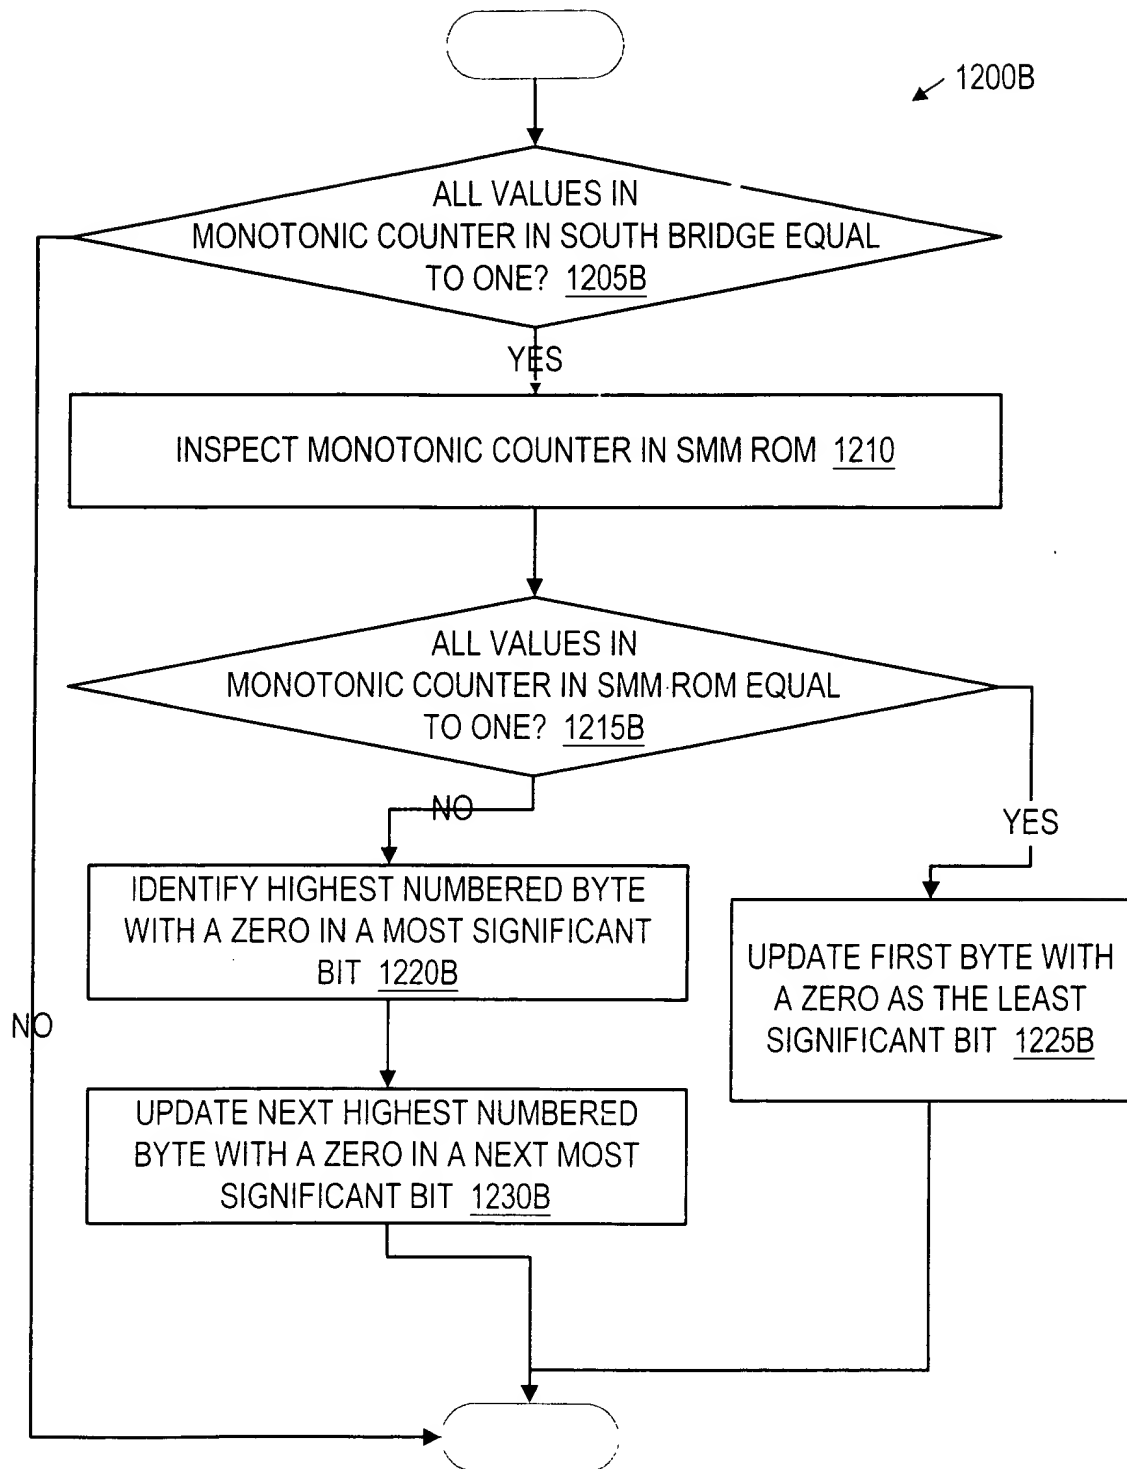 1200B
ALL VALUES IN
MONOTONIC COUNTER IN SOUTH BRIDGE EQUAL
TO ONE? 1205B
YES
INSPECT MONOTONIC COUNTER IN SMM ROM 1210
ALL VALUES IN
MONOTONIC COUNTER IN SMM ROM EQUAL
TO ONE? 1215B
NO
YES
IDENTIFY HIGHEST NUMBERED BYTE
WITH A ZERO IN A MOST SIGNIFICANT
BIT 1220B
UPDATE FIRST BYTE WITH
A ZERO AS THE LEAST
SIGNIFICANT BIT 1225B
NO
UPDATE NEXT HIGHEST NUMBERED
BYTE WITH A ZERO IN A NEXT MOST
SIGNIFICANT BIT 1230B